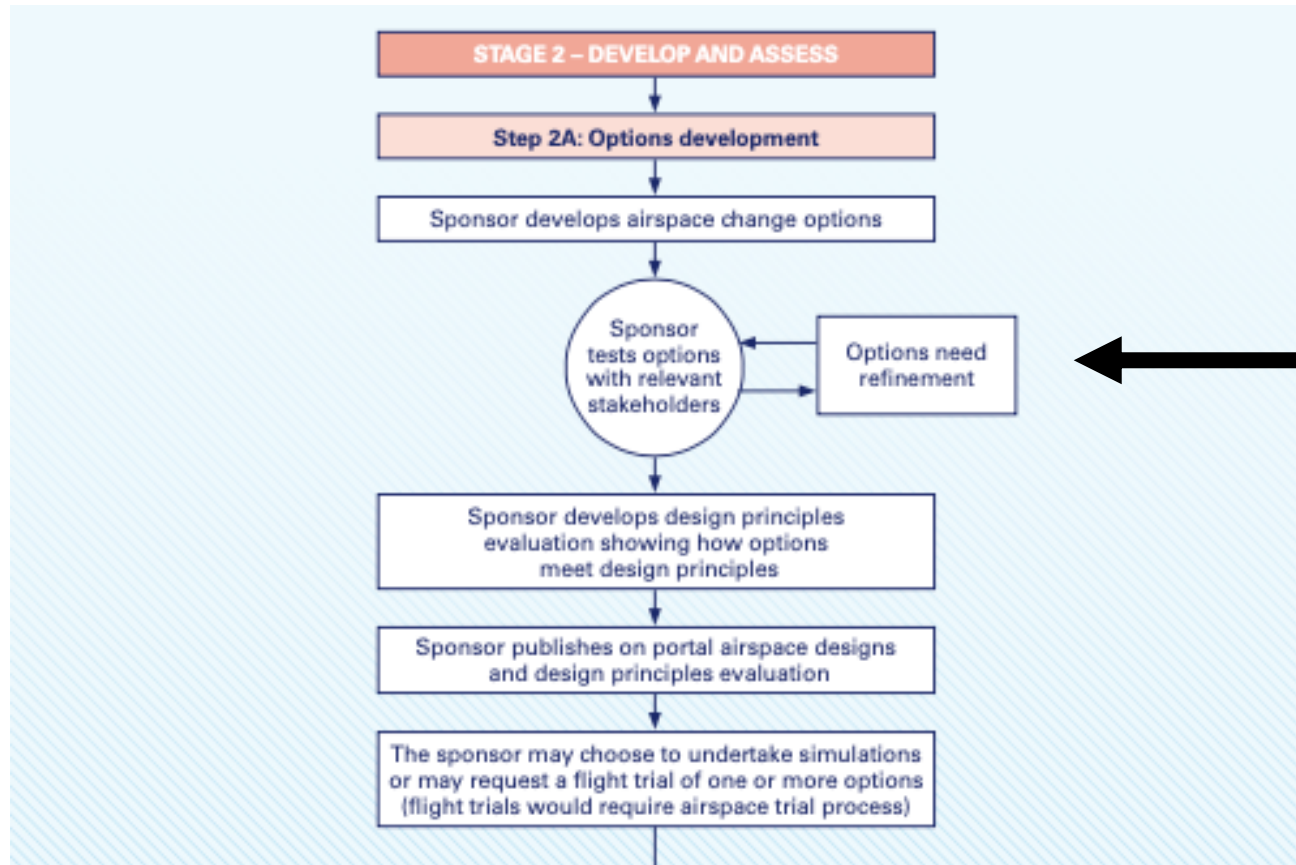 STAGE 2 – DEVELOP AND ASSESS
Step 2A: Options development
Sponsor develops airspace change options
Sponsor
tests options
with relevant
stakeholders
Options need
refinement
Sponsor develops design principles
evaluation showing how options
meet design principles
Sponsor publishes on portal airspace designs
and design principles evaluation
The sponsor may choose to undertake simulations
or may request a flight trial of one or more options
(flight trials would require airspace trial process)